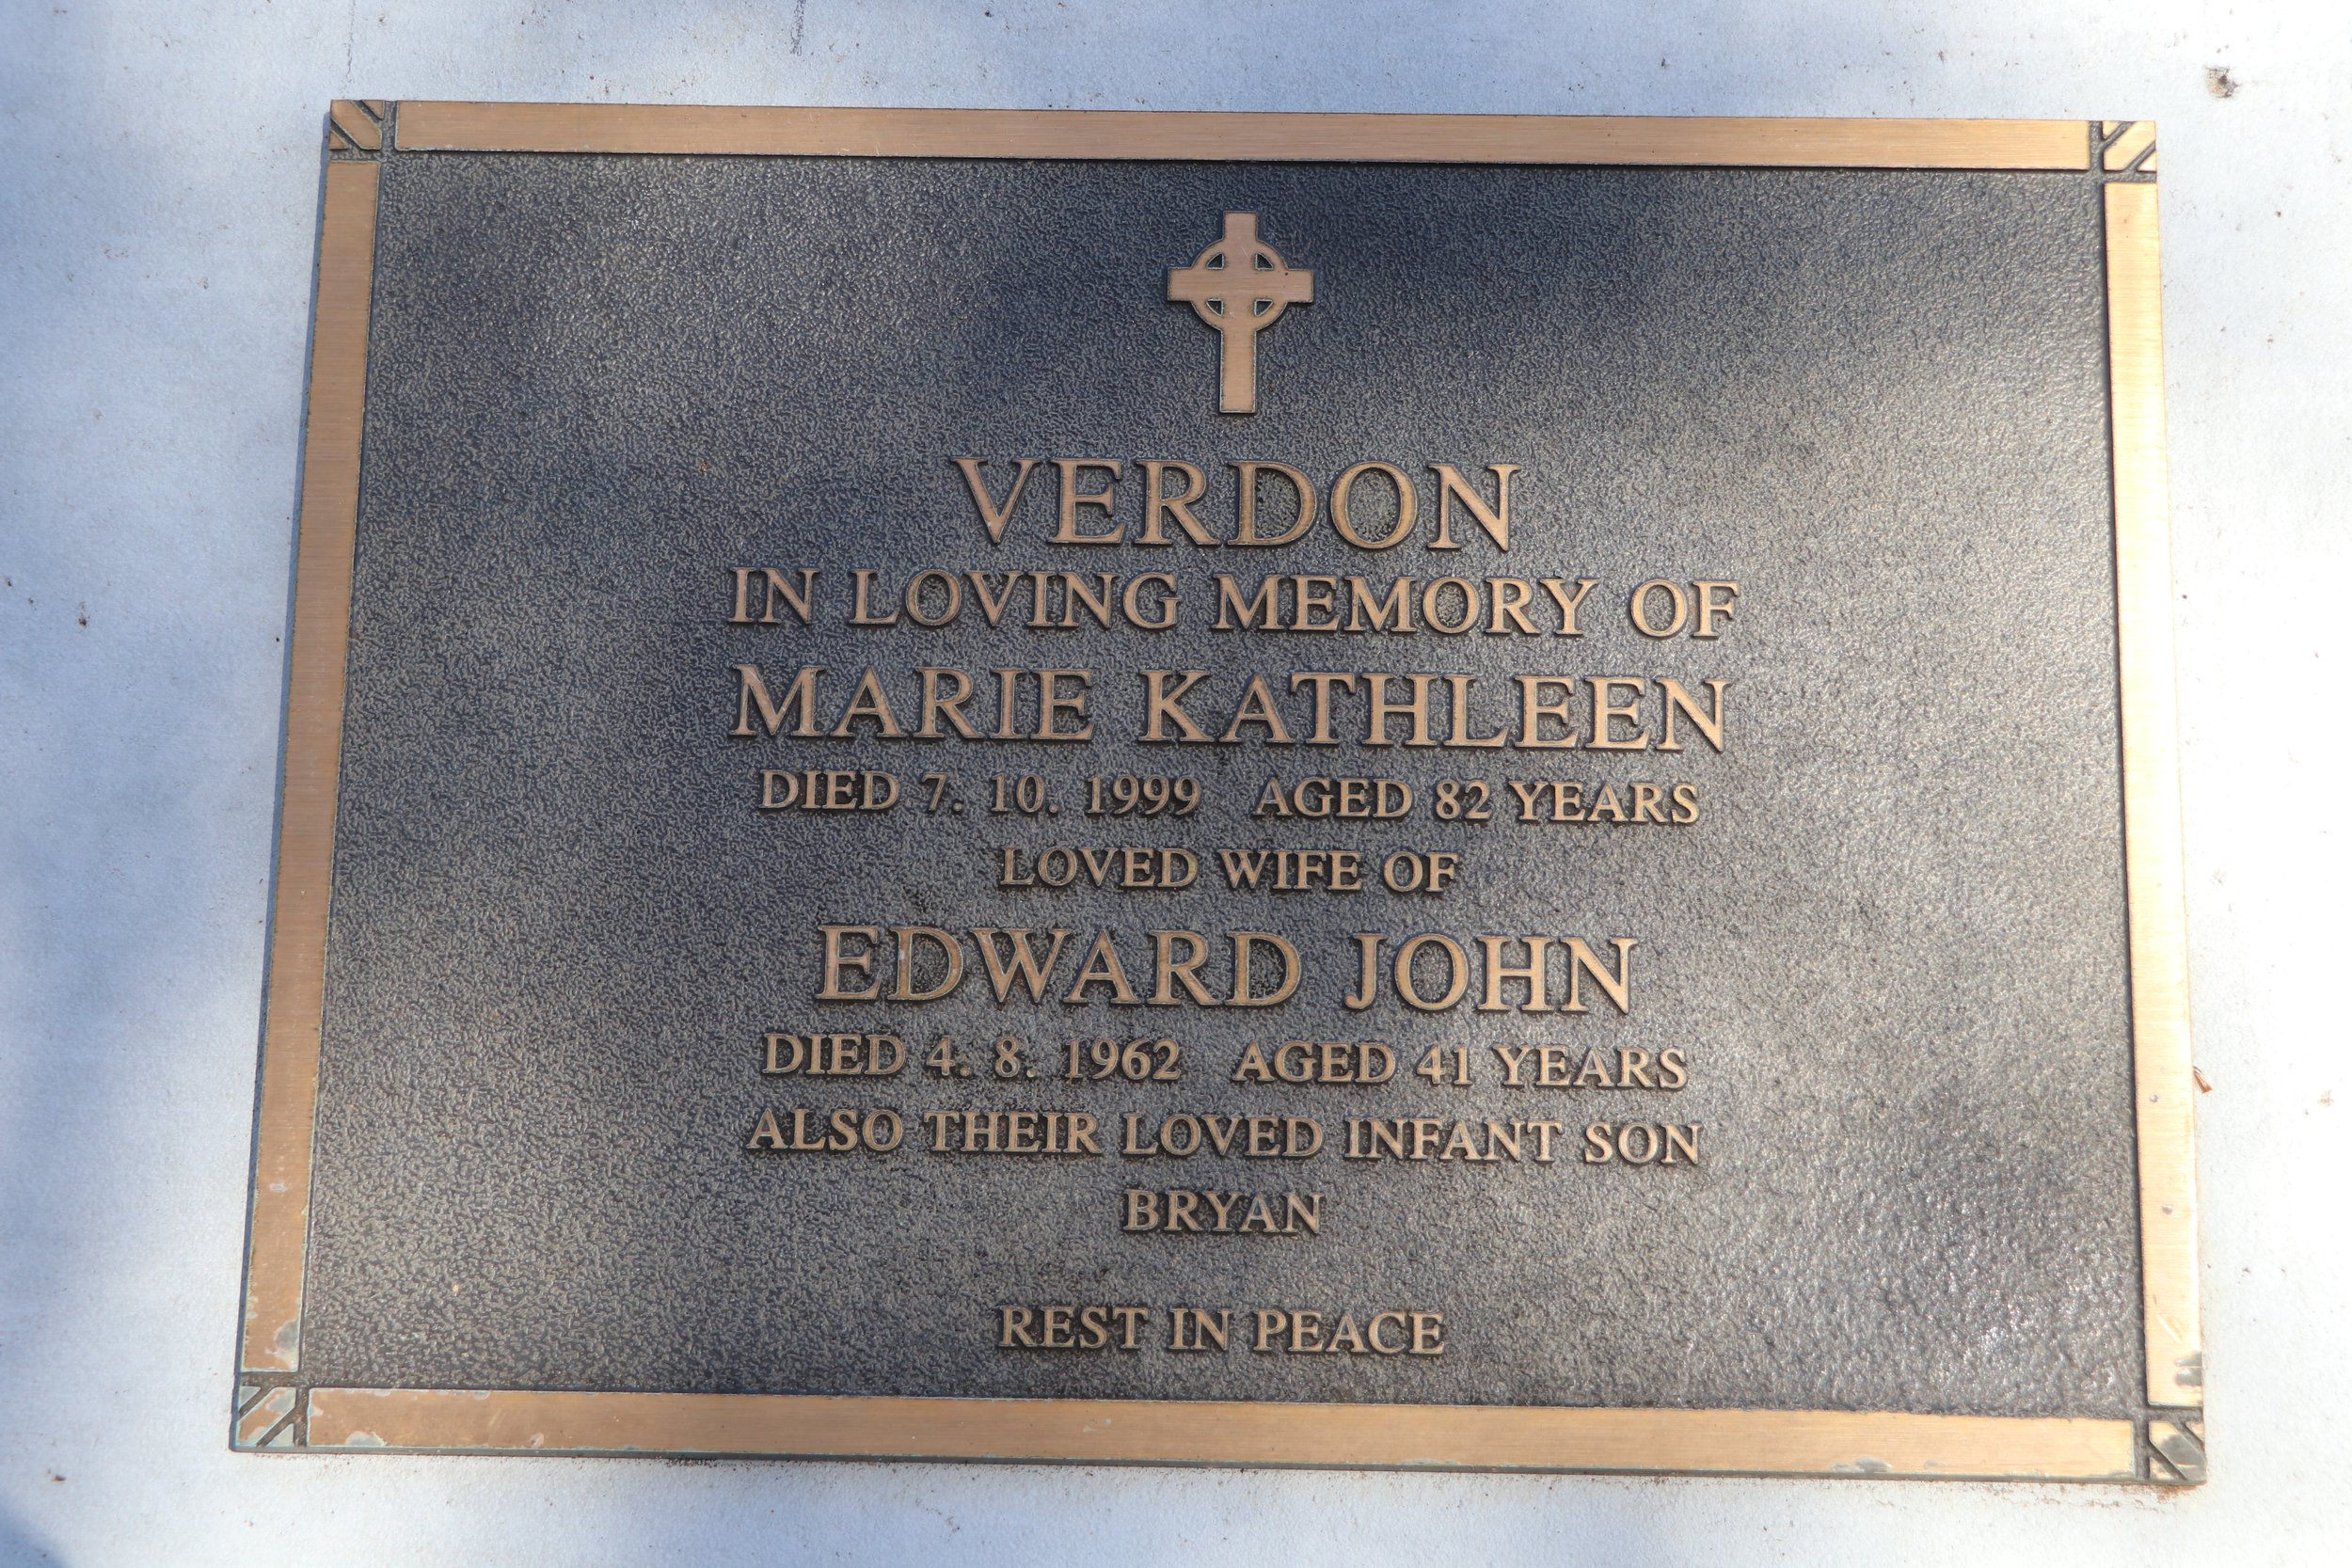 VERDON
IN LOVING MEMORY OF
MARIE KATHLEEN
DIED 7. 10. 1999 AGED 82 YEARS
LOVED WIFE OF
EDWARD JOHN
DIED 4. 8. 1962 AGED 41 YEARS
ALSO THEIR LOVED INFANT SON
BRYAN
REST IN PEACE